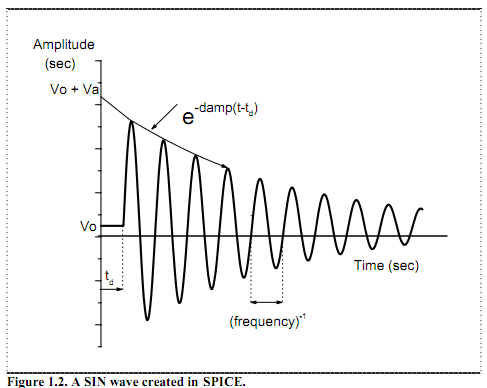 Amplitude
(sec)
Vo + Va
e-damp(t-td)
Vo
td
Time (sec)
(frequency)-1
Figure 1.2. A SIN wave created in SPICE.